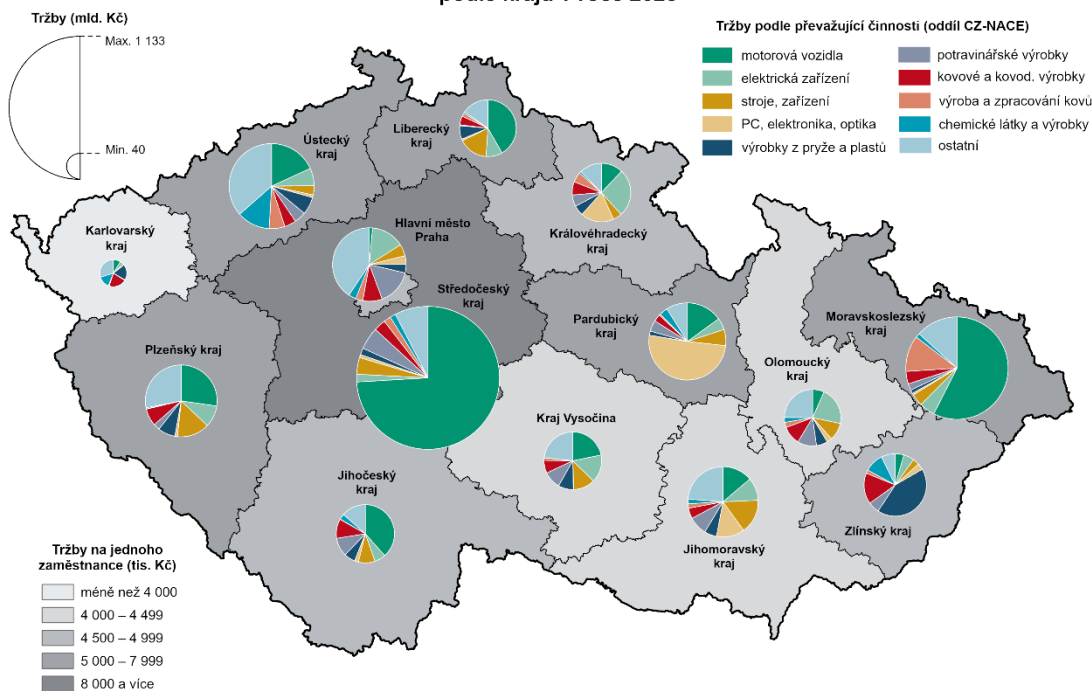 podle krajů v roce 2023
Tržby (mld. Kč)
Max. 1 133
Min. 40
Tržby podle převažující činnosti (oddíl CZ-NACE)
motorová vozidla
elektrická zařízení
stroje, zařízení
PC, elektronika, optika
výrobky z pryže a plastů
potravinářské výrobky
kovové a kovod. výrobky
výroba a zpracování kovů
chemické látky a výrobky
ostatní
Liberecký
kraj
Ústecký
kraj
Karlovarský
kraj
Hlavní město
Praha
Královéhradecký
kraj
Středočeský
kraj
Pardubický
kraj
Moravskoslezský
kraj
Plzeňský kraj
Olomoucký
kraj
Kraj Vysočina
Jihočeský
kraj
Jihomoravský
kraj
Zlínský kraj
Tržby na jednoho
zaměstnance (tis. Kč)
méně než 4 000
4 000 – 4 499
4 500 – 4 999
5 000 – 7 999
8 000 a více